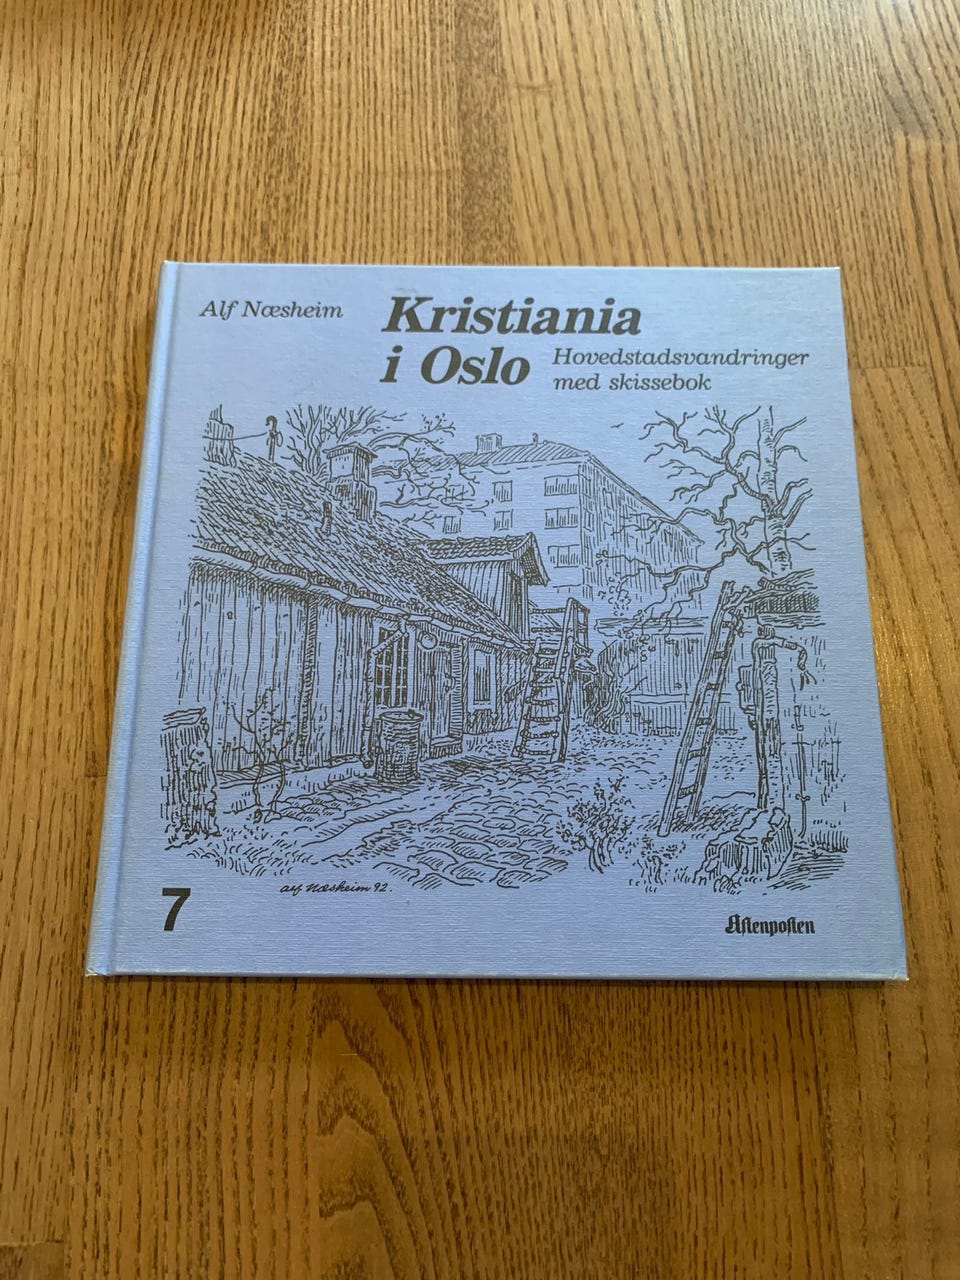 Alf Næsheim
Kristiania
i Oslo
Hovedstadsvandringer
med skissebok
alf Næsheim 92.
7
Aftenposten